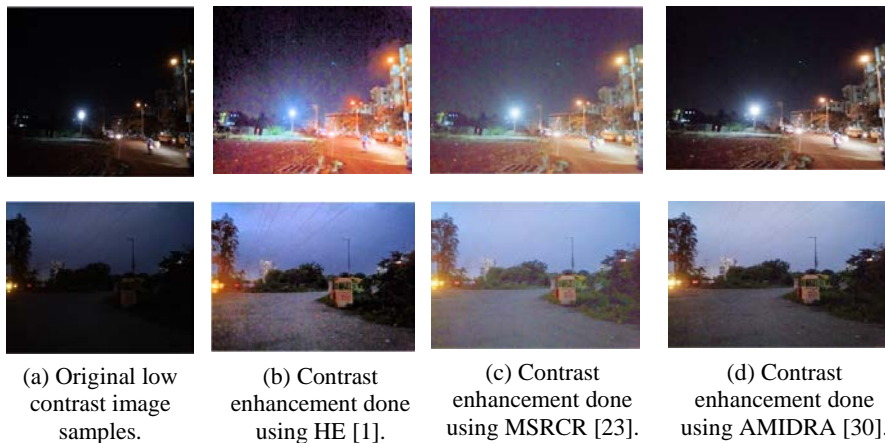 (a) Original low
contrast image
samples.
(b) Contrast
enhancement done
using HE [1].
(c) Contrast
enhancement done
using MSRCR [23].
(d) Contrast
enhancement done
using AMIDRA [30].